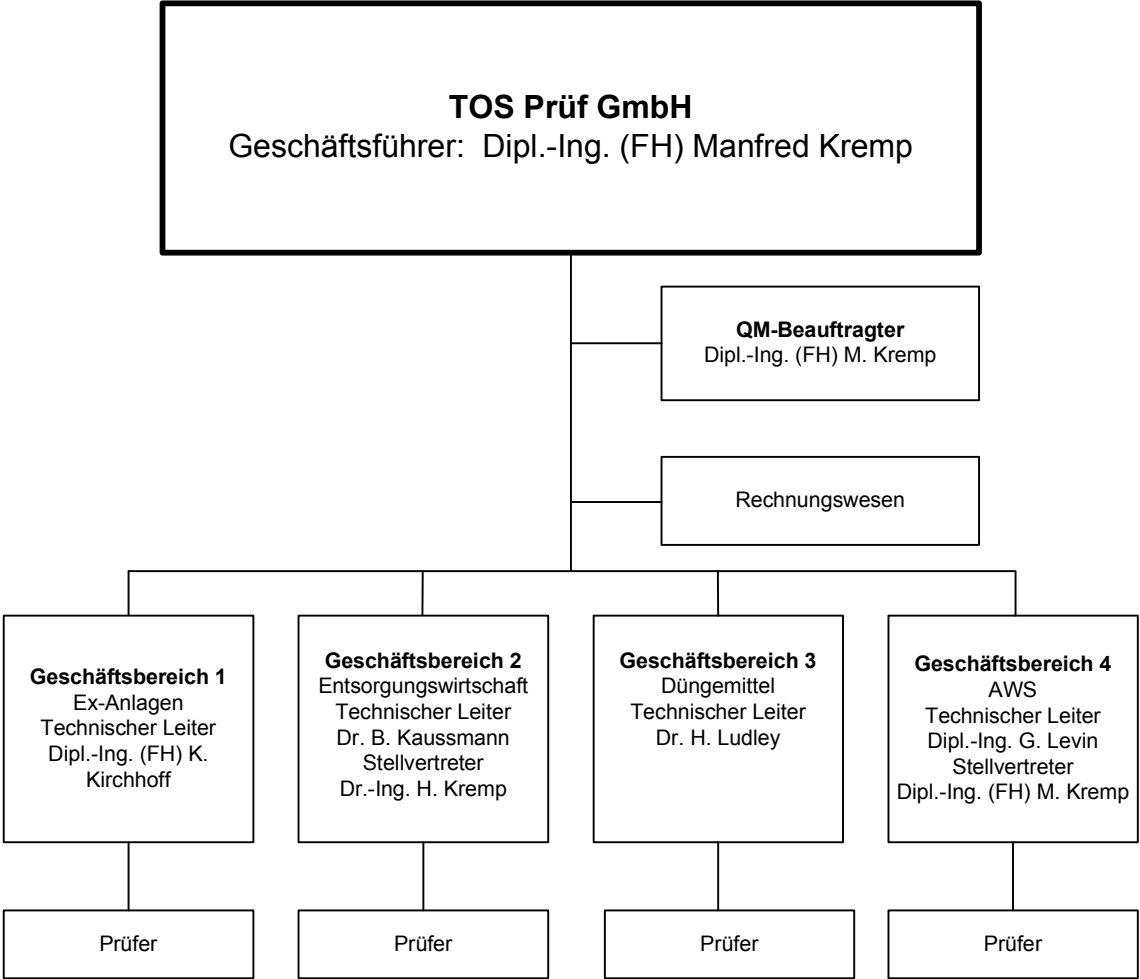 TOS Prüf GmbH
Geschäftsführer: Dipl.-Ing. (FH) Manfred Kremp
QM-Beauftragter
Dipl.-Ing. (FH) M. Kremp
Rechnungswesen
Geschäftsbereich 1
Ex-Anlagen
Technischer Leiter
Dipl.-Ing. (FH) K.
Kirchhoff
Geschäftsbereich 2
Entsorgungswirtschaft
Technischer Leiter
Dr. B. Kaussmann
Stellvertreter
Dr.-Ing. H. Kremp
Geschäftsbereich 3
Düngemittel
Technischer Leiter
Dr. H. Ludley
Geschäftsbereich 4
AWS
Technischer Leiter
Dipl.-Ing. G. Levin
Stellvertreter
Dipl.-Ing. (FH) M. Kremp
Prüfer
Prüfer
Prüfer
Prüfer